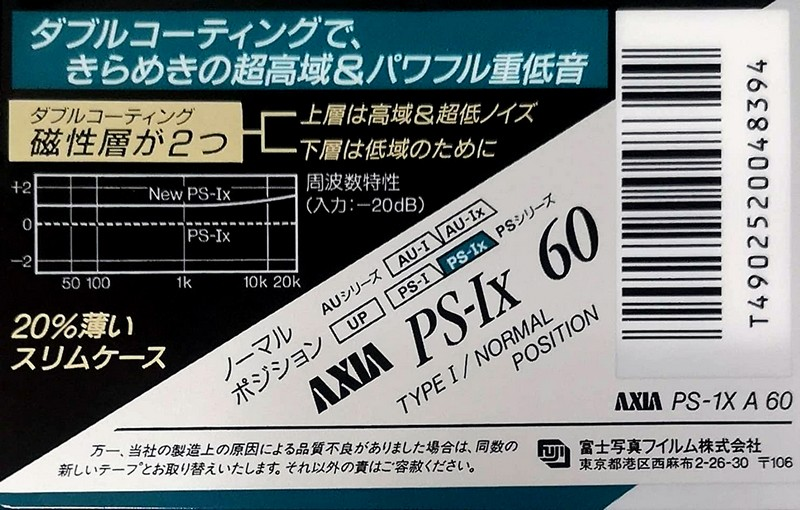 ダブルコーティングで、
きらめきの超高域&パワフル重低音
ダブルコーティング
磁性層が2つ
上層は高域&超低ノイズ
下層は低域のために
周波数特性
(入力:−20dB)
+2
0
−2
New PS-Ix
PS-Ix
50 100 1k 10k 20k
20%薄い
スリムケース
ノーマル
ポジション
AUシリーズ AU-I AU-Ix
UP PS-I PS-Ix PSシリーズ
AXIA PS-Ix 60
TYPE I / NORMAL
POSITION
T4902520048394
AXIA PS-1X A 60
万一、当社の製造上の原因による品質不良がありました場合は、同数の
新しいテープとお取り替えいたします。それ以外の責はご容赦ください。
FUJI
富士写真フイルム株式会社
東京都港区西麻布2-26-30 〒106